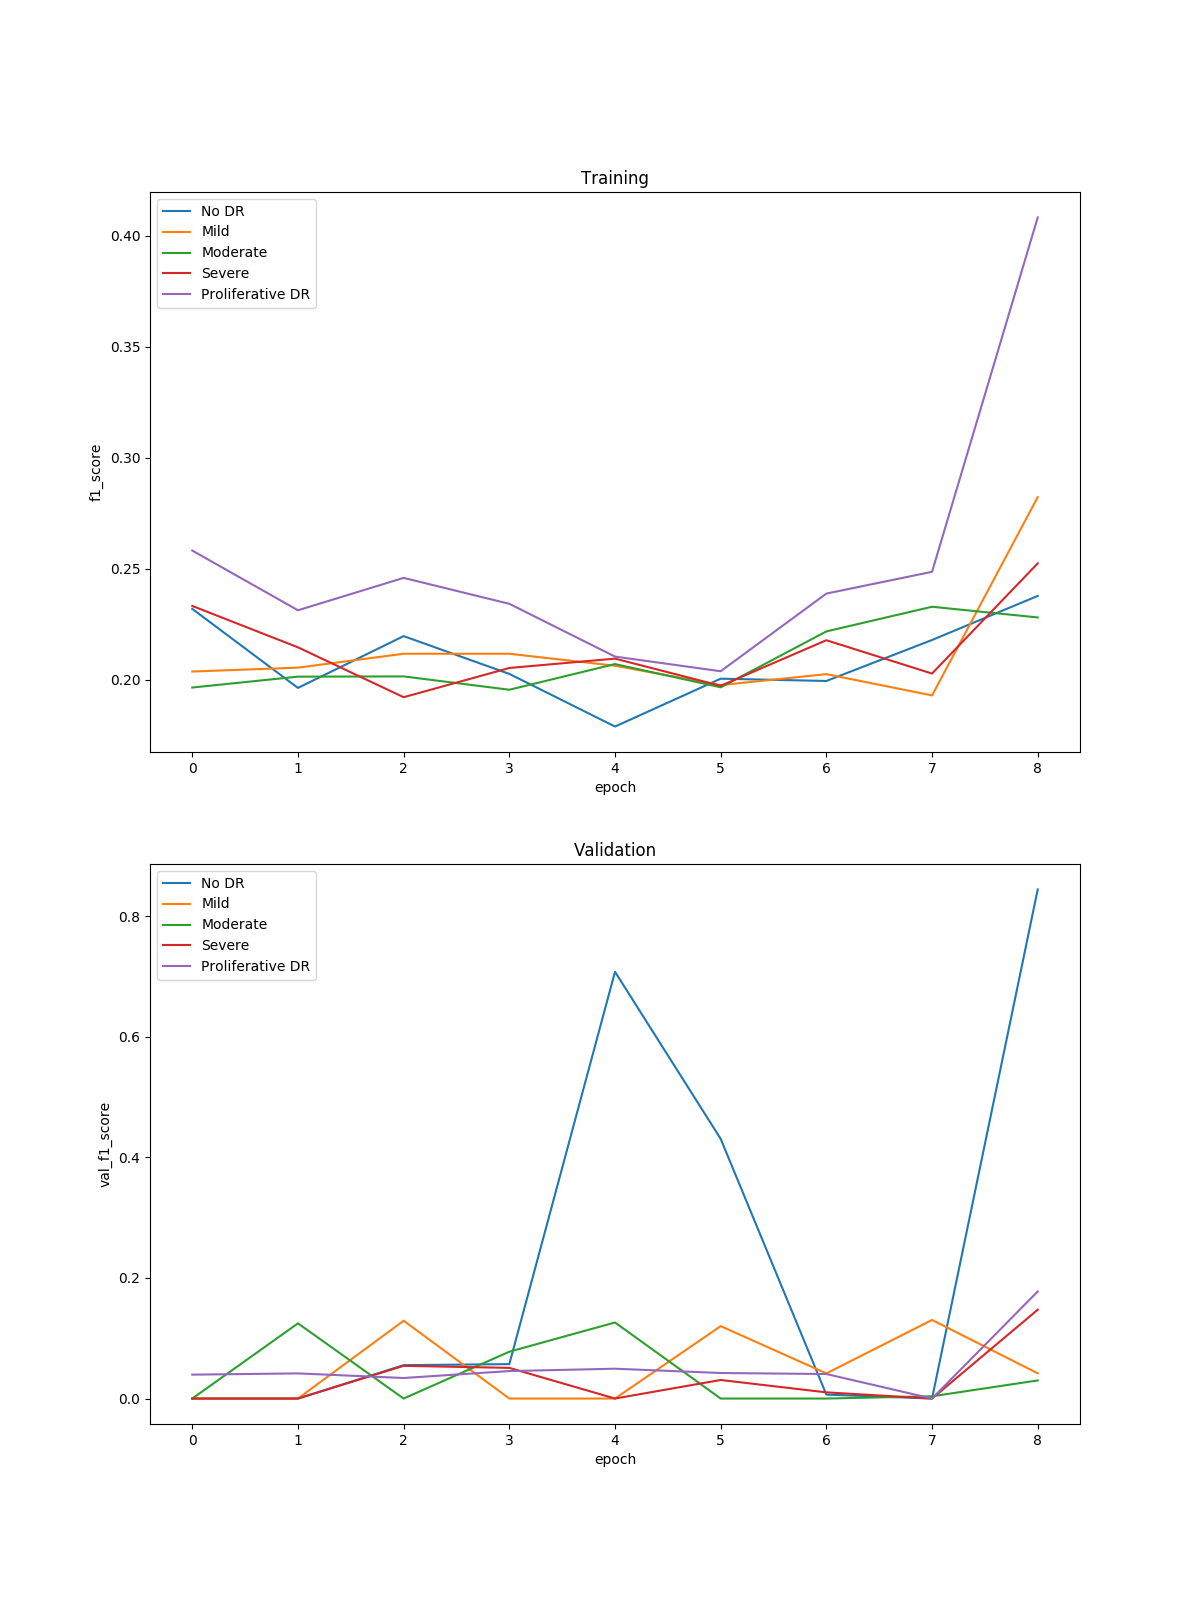 Training
No DR
Mild
Moderate
Severe
Proliferative DR
0.40
0.35
0.30
0.25
0.20
f1_score
0 1 2 3 4 5 6 7 8
epoch
Validation
No DR
Mild
Moderate
Severe
Proliferative DR
0.8
0.6
0.4
0.2
0.0
val_f1_score
0 1 2 3 4 5 6 7 8
epoch